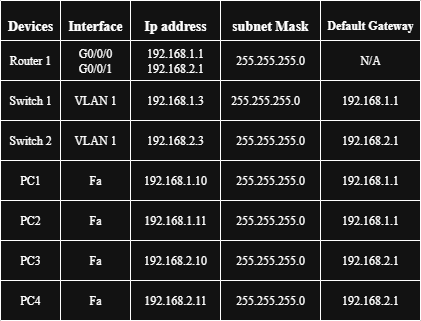 Devices Interface Ip address subnet Mask Default Gateway
Router 1 G0/0/0 192.168.1.1 255.255.255.0 N/A
G0/0/1 192.168.2.1
Switch 1 VLAN 1 192.168.1.3 255.255.255.0 192.168.1.1
Switch 2 VLAN 1 192.168.2.3 255.255.255.0 192.168.2.1
PC1 Fa 192.168.1.10 255.255.255.0 192.168.1.1
PC2 Fa 192.168.1.11 255.255.255.0 192.168.1.1
PC3 Fa 192.168.2.10 255.255.255.0 192.168.2.1
PC4 Fa 192.168.2.11 255.255.255.0 192.168.2.1